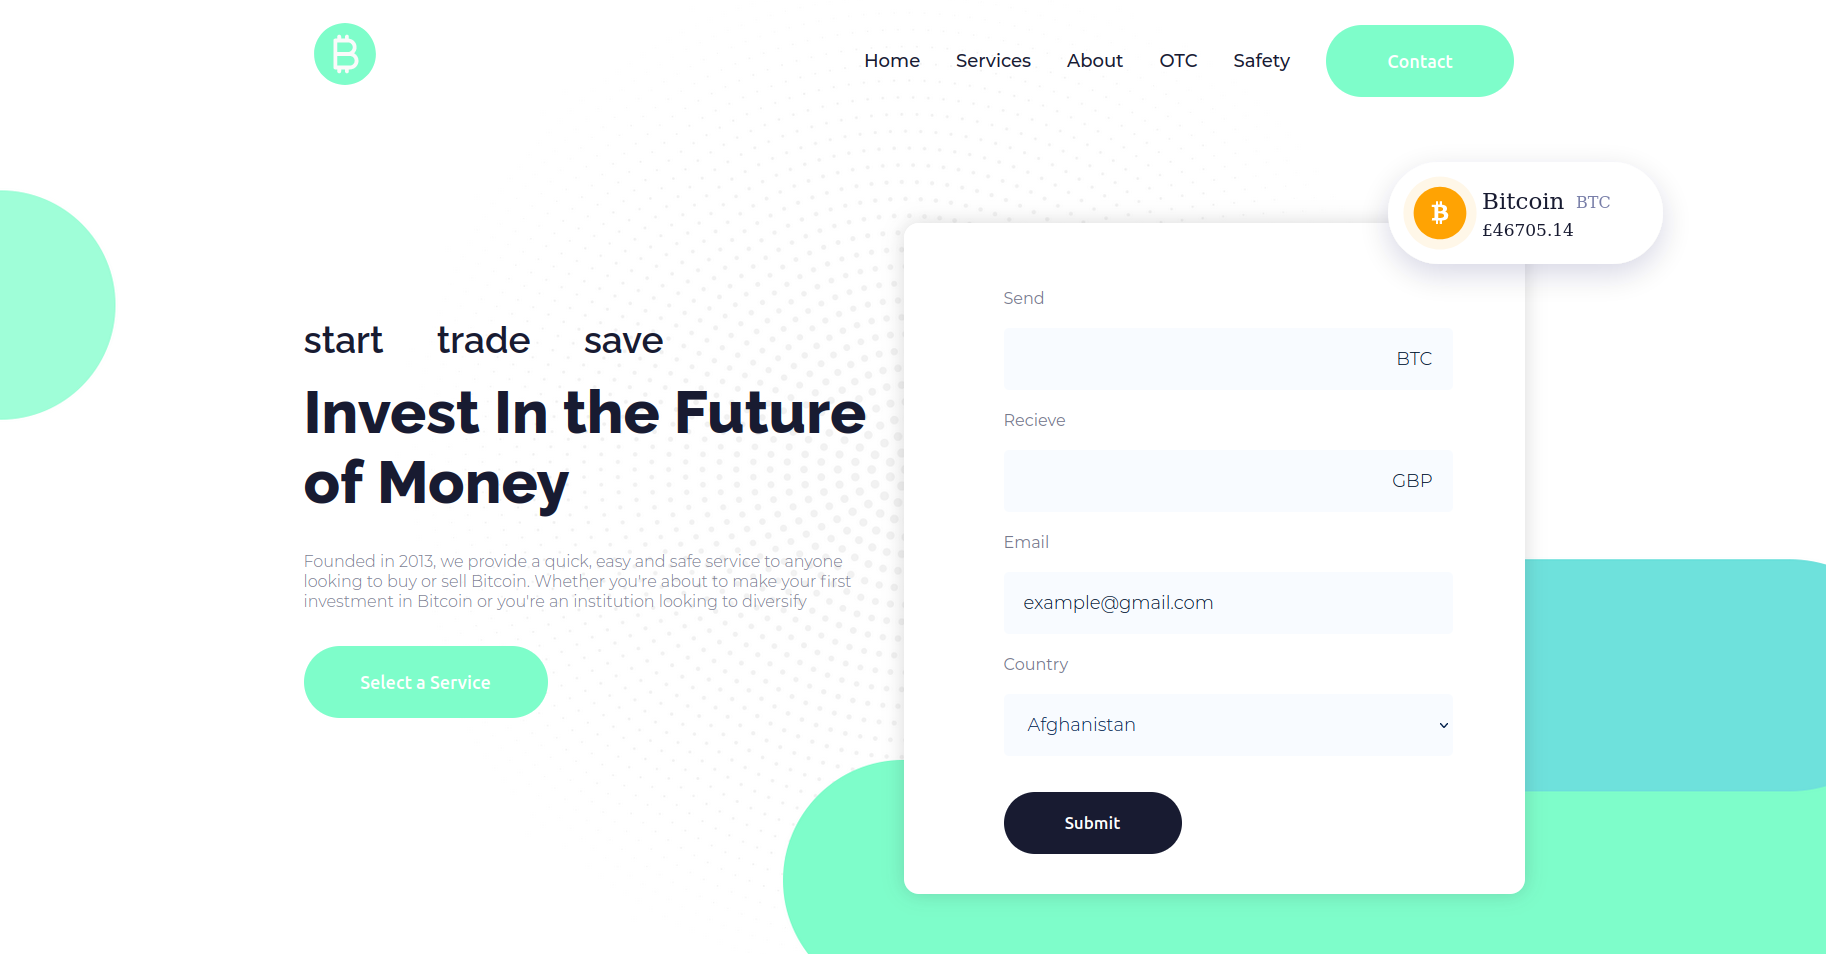 Home Services About OTC Safety Contact
Bitcoin BTC
£46705.14
start trade save
Invest In the Future
of Money
Founded in 2013, we provide a quick, easy and safe service to anyone
looking to buy or sell Bitcoin. Whether you're about to make your first
investment in Bitcoin or you're an institution looking to diversify
Select a Service
Send
BTC
Recieve
GBP
Email
example@gmail.com
Country
Afghanistan
Submit